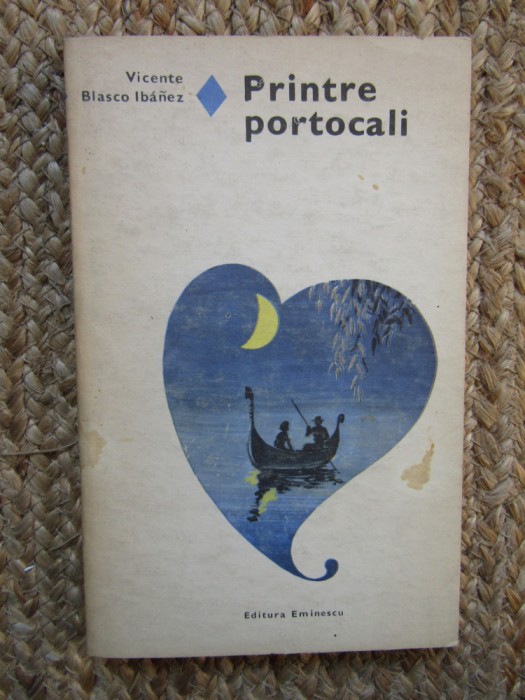 Vicente
Blasco Ibáñez
Printre
portocali
Editura Eminescu